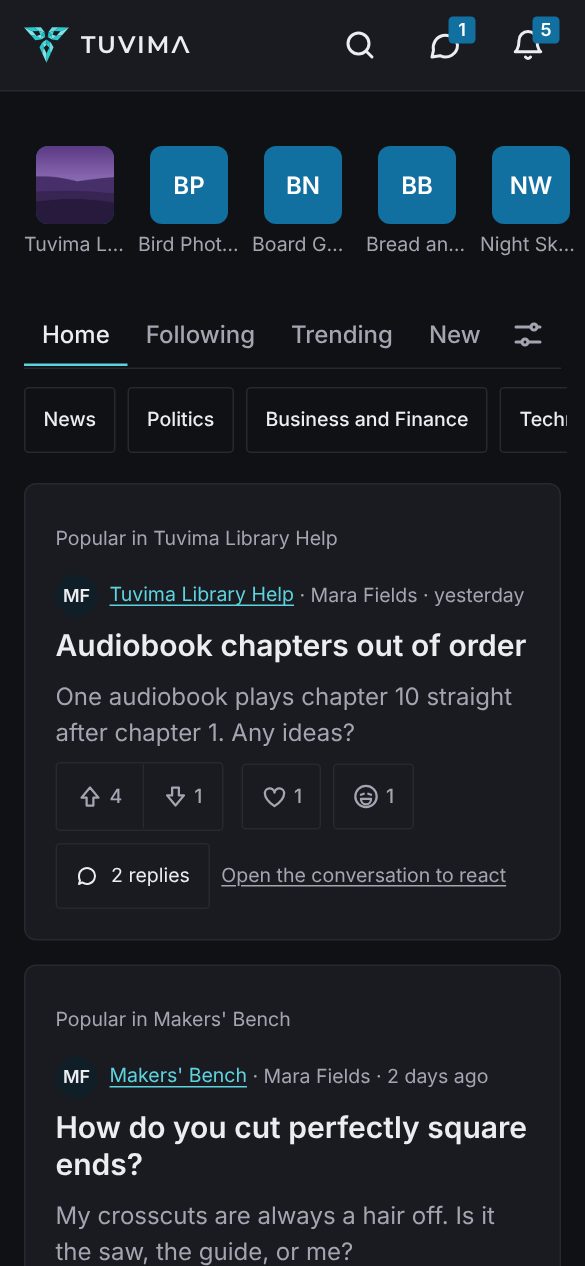 TUVIMA
1
5
BP
BN
BB
NW
Tuvima L...
Bird Phot...
Board G...
Bread an...
Night Sk...
Home
Following
Trending
New
News
Politics
Business and Finance
Techn
Popular in Tuvima Library Help
MF
Tuvima Library Help · Mara Fields · yesterday
Audiobook chapters out of order
One audiobook plays chapter 10 straight
after chapter 1. Any ideas?
4
1
1
1
2 replies
Open the conversation to react
Popular in Makers' Bench
MF
Makers' Bench · Mara Fields · 2 days ago
How do you cut perfectly square
ends?
My crosscuts are always a hair off. Is it
the saw, the guide, or me?